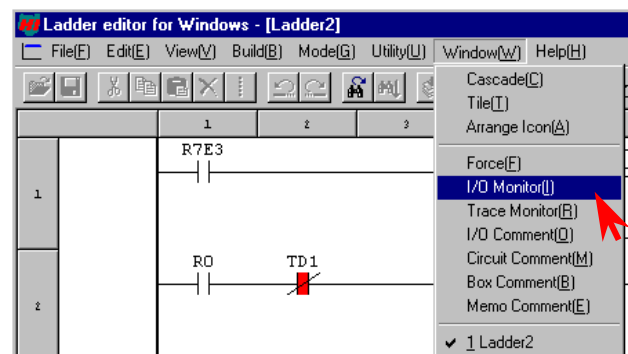 Ladder editor for Windows - [Ladder2]
File(F) Edit(E) View(V) Build(B) Mode(G) Utility(U) Window(W) Help(H)
Cascade(C)
Tile(T)
Arrange Icon(A)
Force(F)
I/O Monitor(I)
Trace Monitor(R)
I/O Comment(O)
Circuit Comment(M)
Box Comment(B)
Memo Comment(E)
✓ 1 Ladder2
1 2 3
R7E3
1
R0 TD1
2